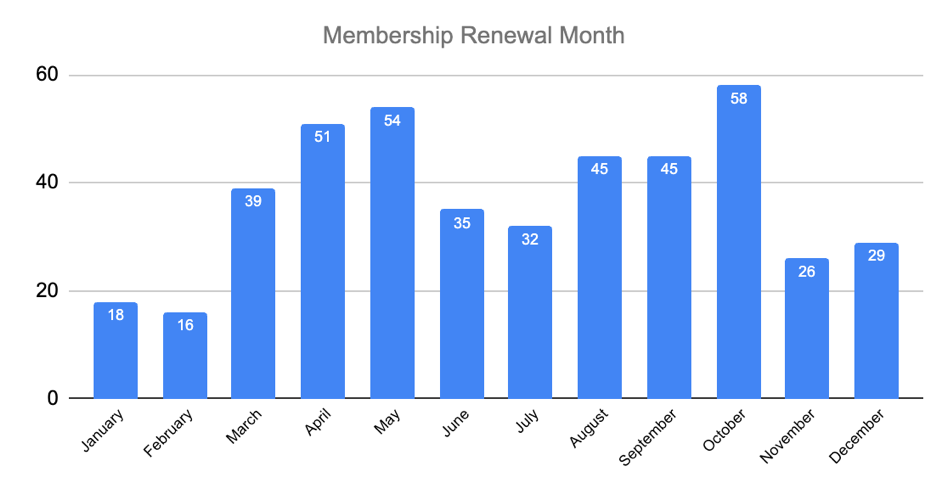 Membership Renewal Month
60
40
20
0
18
16
39
51
54
35
32
45
45
58
26
29
January
February
March
April
May
June
July
August
September
October
November
December